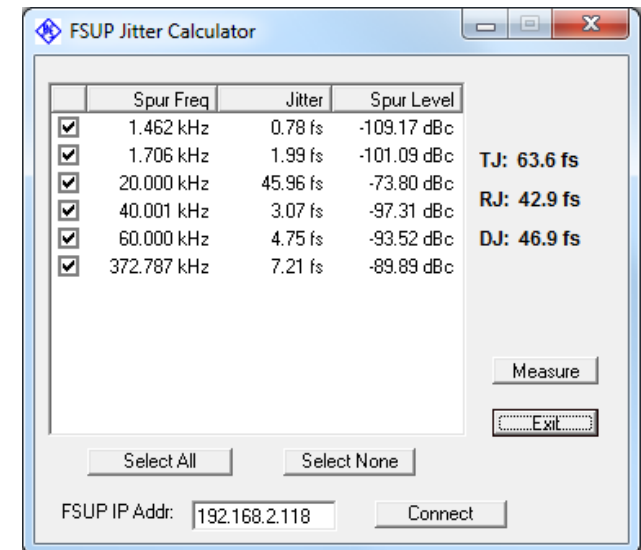 FSUP Jitter Calculator
Spur Freq Jitter Spur Level
1.462 kHz 0.78 fs -109.17 dBc
1.706 kHz 1.99 fs -101.09 dBc
20.000 kHz 45.96 fs -73.80 dBc
40.001 kHz 3.07 fs -97.31 dBc
60.000 kHz 4.75 fs -93.52 dBc
372.787 kHz 7.21 fs -89.89 dBc
TJ: 63.6 fs
RJ: 42.9 fs
DJ: 46.9 fs
Measure
Exit
Select All Select None
FSUP IP Addr: 192.168.2.118 Connect